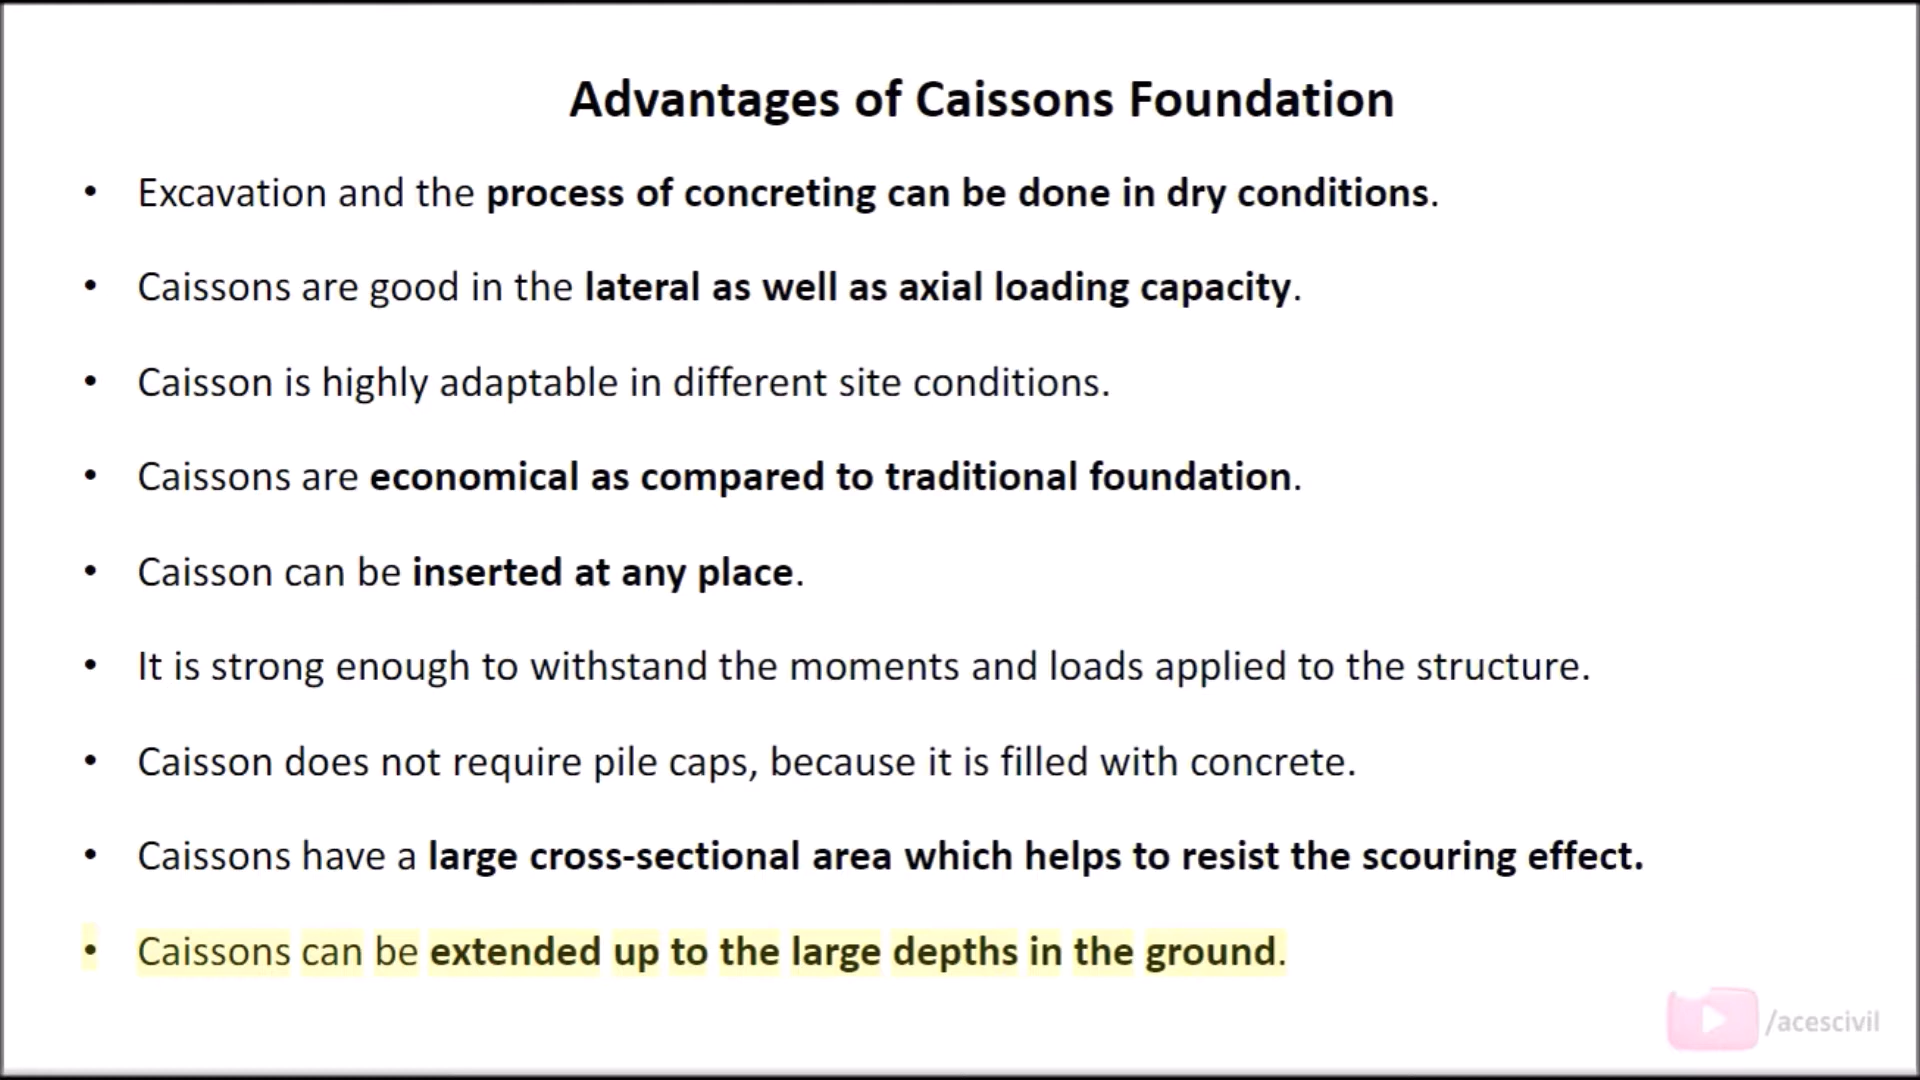 Advantages of Caissons Foundation
• Excavation and the process of concreting can be done in dry conditions.
• Caissons are good in the lateral as well as axial loading capacity.
• Caisson is highly adaptable in different site conditions.
• Caissons are economical as compared to traditional foundation.
• Caisson can be inserted at any place.
• It is strong enough to withstand the moments and loads applied to the structure.
• Caisson does not require pile caps, because it is filled with concrete.
• Caissons have a large cross-sectional area which helps to resist the scouring effect.
• Caissons can be extended up to the large depths in the ground.
/acescivil